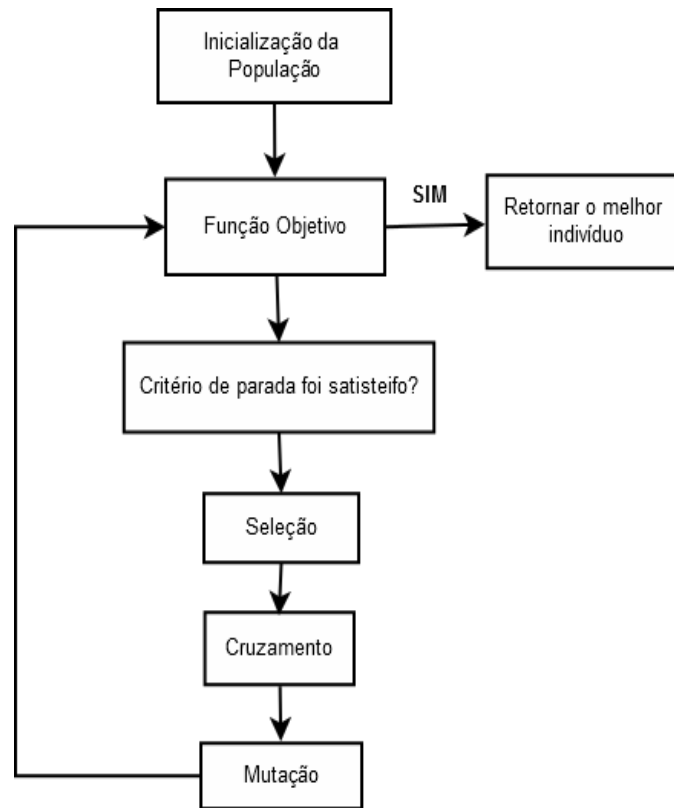 Inicialização da
População
Função Objetivo
SIM
Retornar o melhor
indivíduo
Critério de parada foi satisteifo?
Seleção
Cruzamento
Mutação